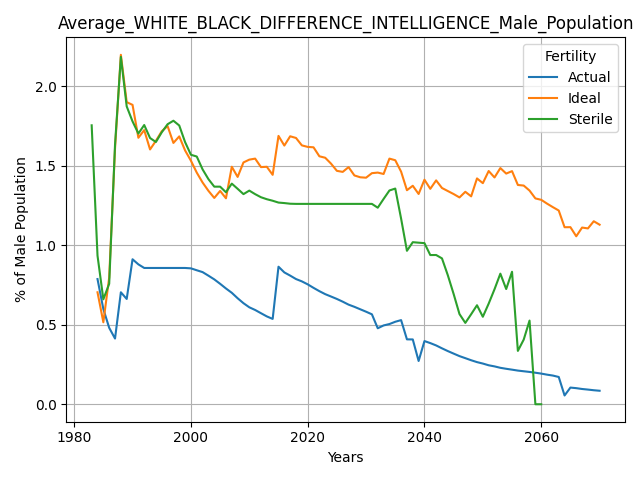 Average_WHITE_BLACK_DIFFERENCE_INTELLIGENCE_Male_Population
Fertility
Actual
Ideal
Sterile
% of Male Population
2.0
1.5
1.0
0.5
0.0
1980 2000 2020 2040 2060
Years